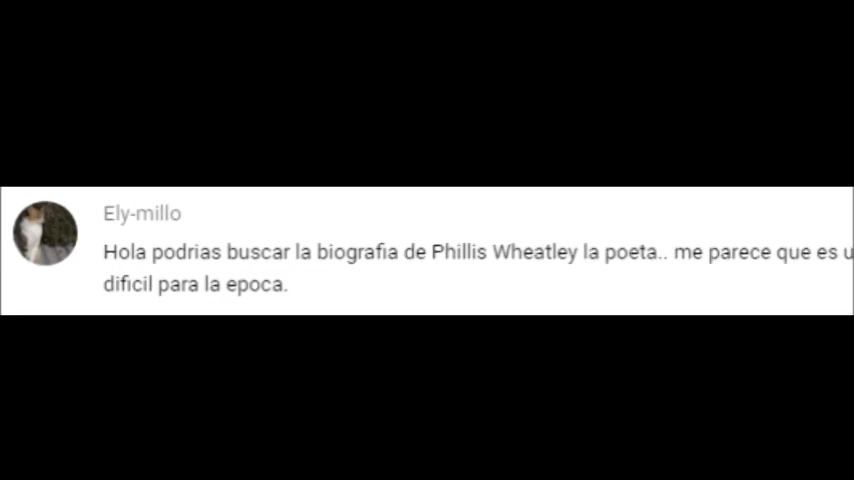 Ely-millo
Hola podrias buscar la biografia de Phillis Wheatley la poeta.. me parece que es u
dificil para la epoca.